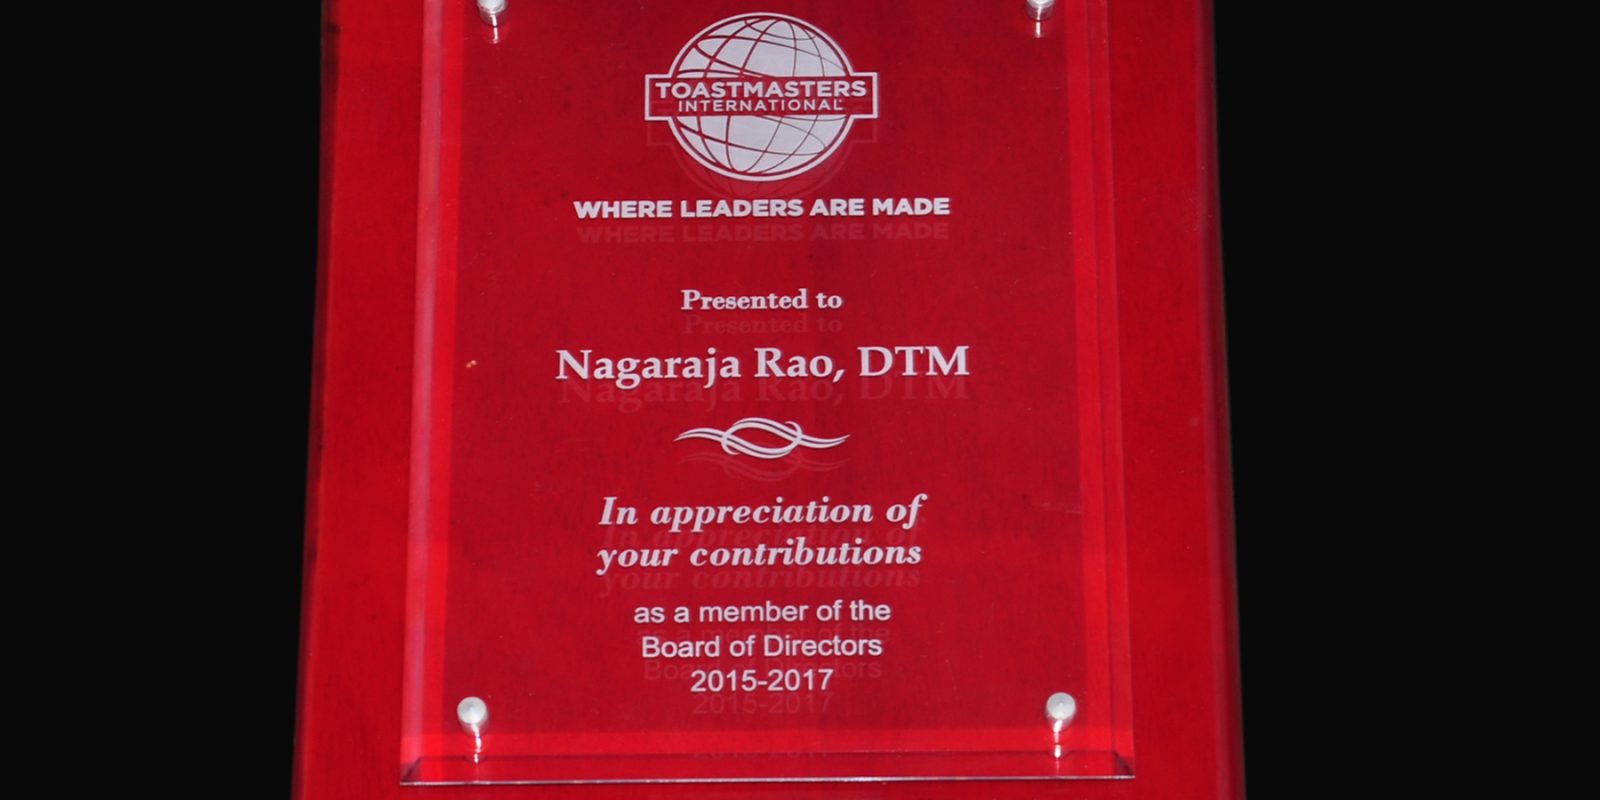 TOASTMASTERS
INTERNATIONAL
WHERE LEADERS ARE MADE
Presented to
Nagaraja Rao, DTM
In appreciation of
your contributions
as a member of the
Board of Directors
2015-2017